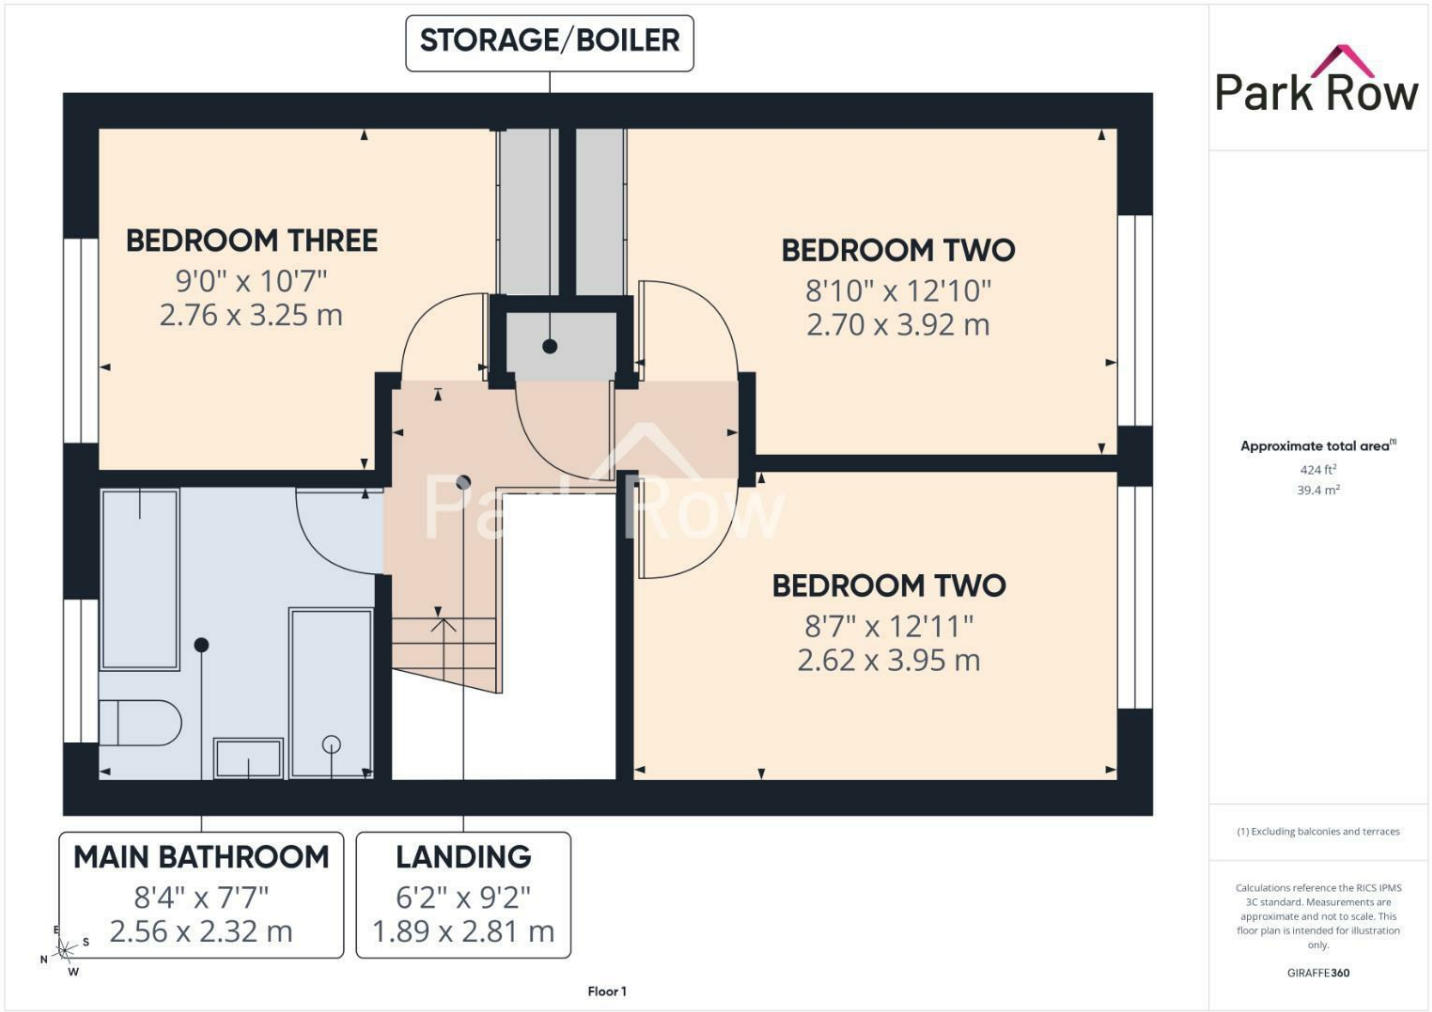 STORAGE/BOILER
Park Row
BEDROOM THREE
9'0" x 10'7"
2.76 x 3.25 m
BEDROOM TWO
8'10" x 12'10"
2.70 x 3.92 m
Park Row
BEDROOM TWO
8'7" x 12'11"
2.62 x 3.95 m
MAIN BATHROOM
8'4" x 7'7"
2.56 x 2.32 m
LANDING
6'2" x 9'2"
1.89 x 2.81 m
E
S
N
W
Floor 1
Approximate total area⁽¹⁾
424 ft²
39.4 m²
(1) Excluding balconies and terraces
Calculations reference the RICS IPMS
3C standard. Measurements are
approximate and not to scale. This
floor plan is intended for illustration
only.
GIRAFFE360